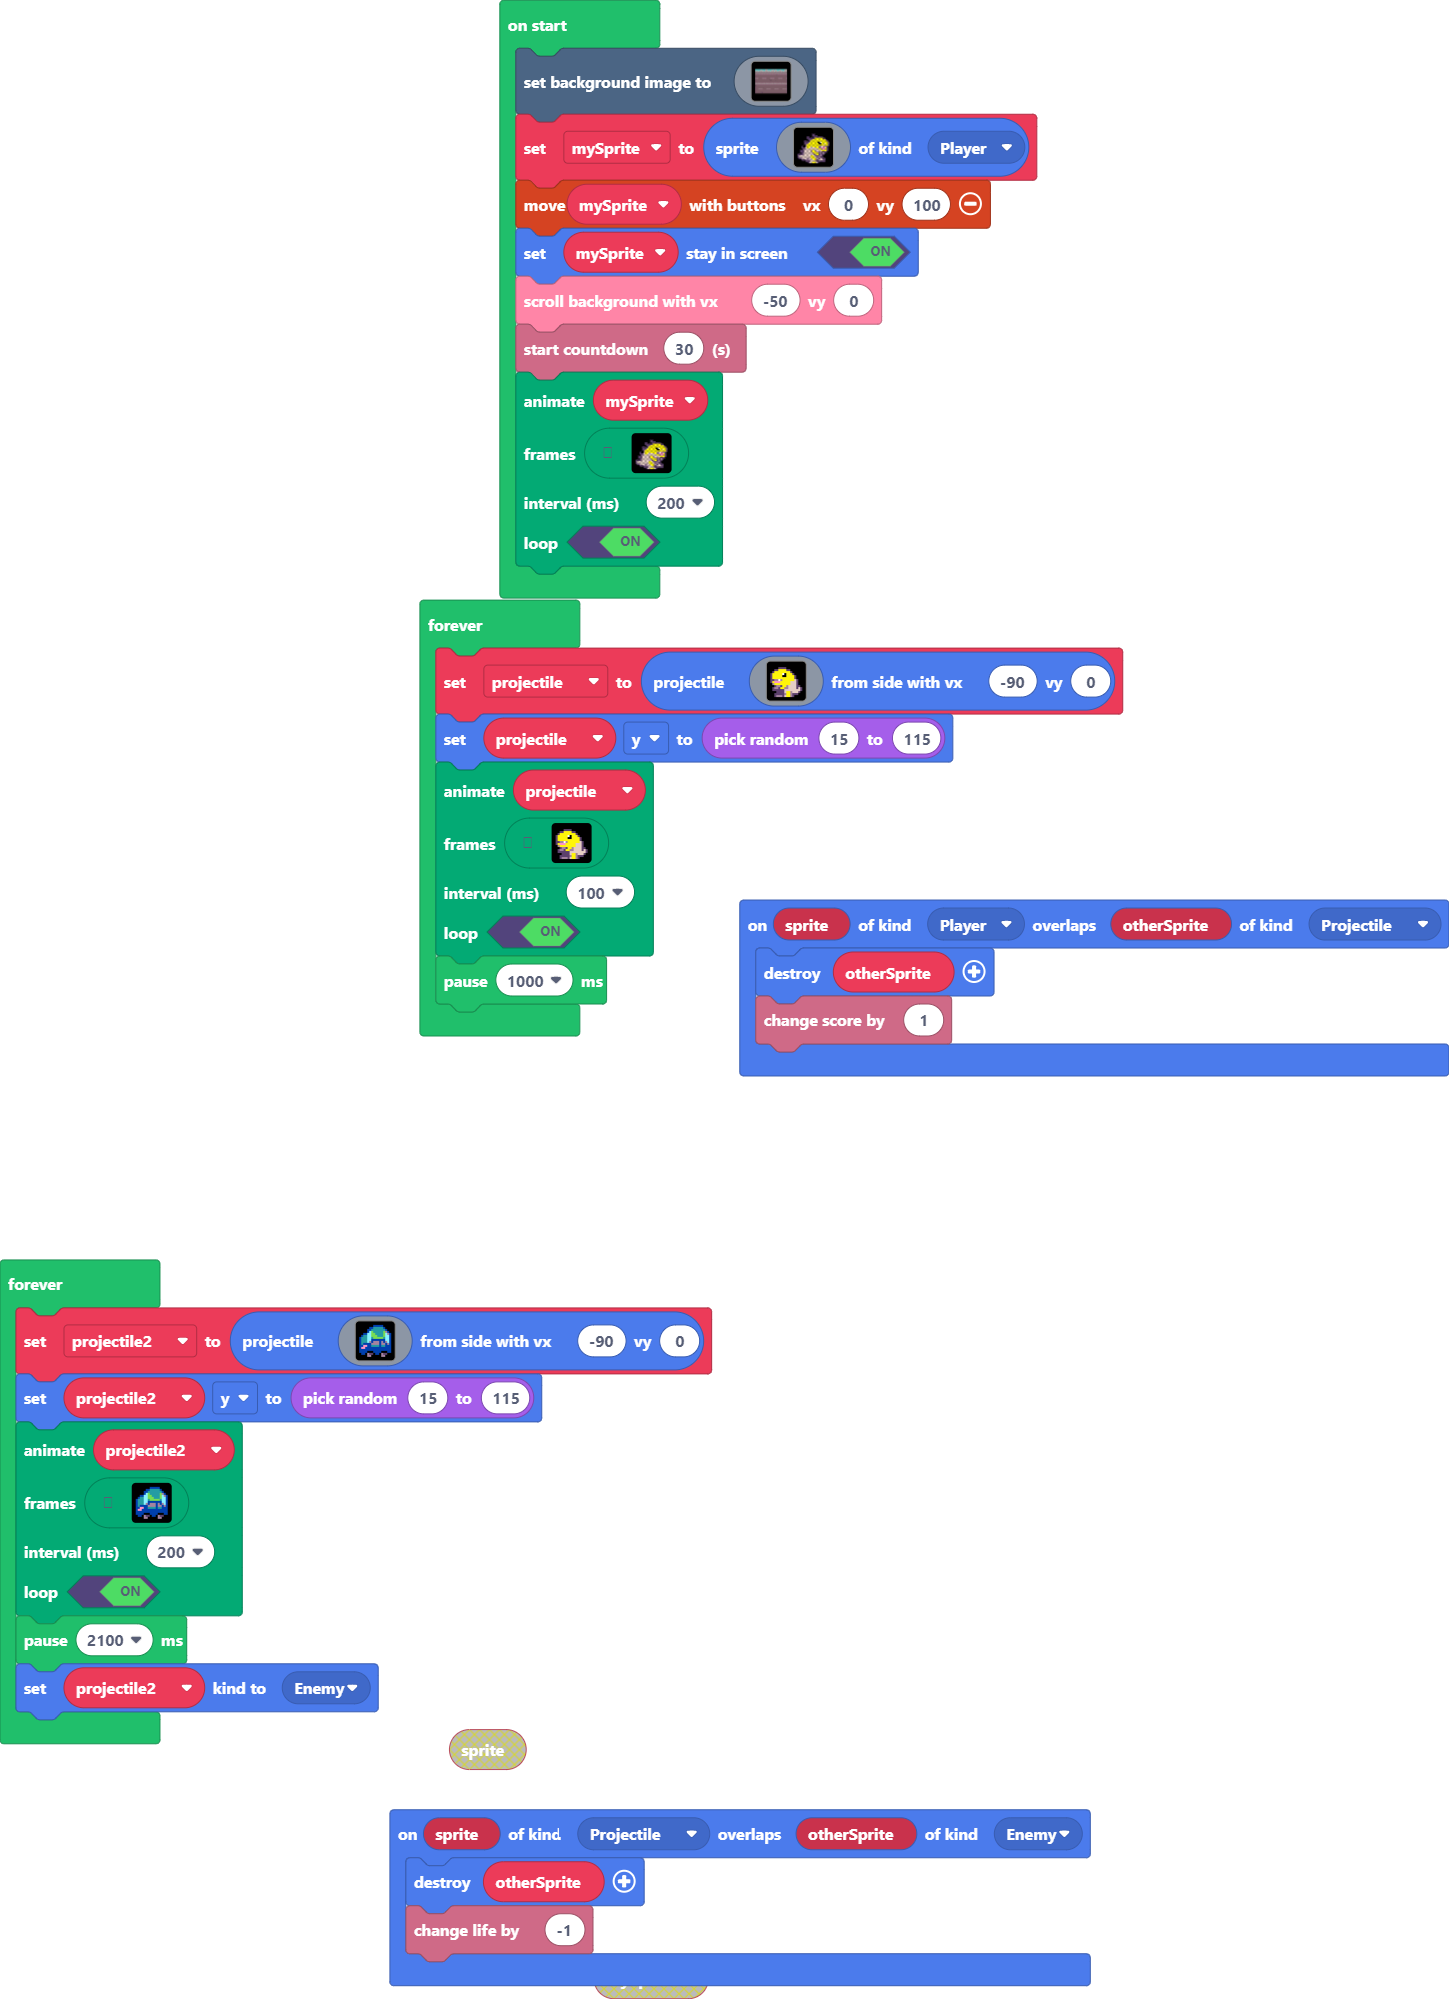 on start
set background image to
set mySprite to sprite of kind Player
move mySprite with buttons vx 0 vy 100
set mySprite stay in screen ON
scroll background with vx -50 vy 0
start countdown 30 (s)
animate mySprite
frames
interval (ms) 200
loop ON
forever
set projectile to projectile from side with vx -90 vy 0
set projectile y to pick random 15 to 115
animate projectile
frames
interval (ms) 100
loop ON
pause 1000 ms
on sprite of kind Player overlaps otherSprite of kind Projectile
destroy otherSprite
change score by 1
forever
set projectile2 to projectile from side with vx -90 vy 0
set projectile2 y to pick random 15 to 115
animate projectile2
frames
interval (ms) 200
loop ON
pause 2100 ms
set projectile2 kind to Enemy
sprite
on sprite of kind Projectile overlaps otherSprite of kind Enemy
destroy otherSprite
change life by -1